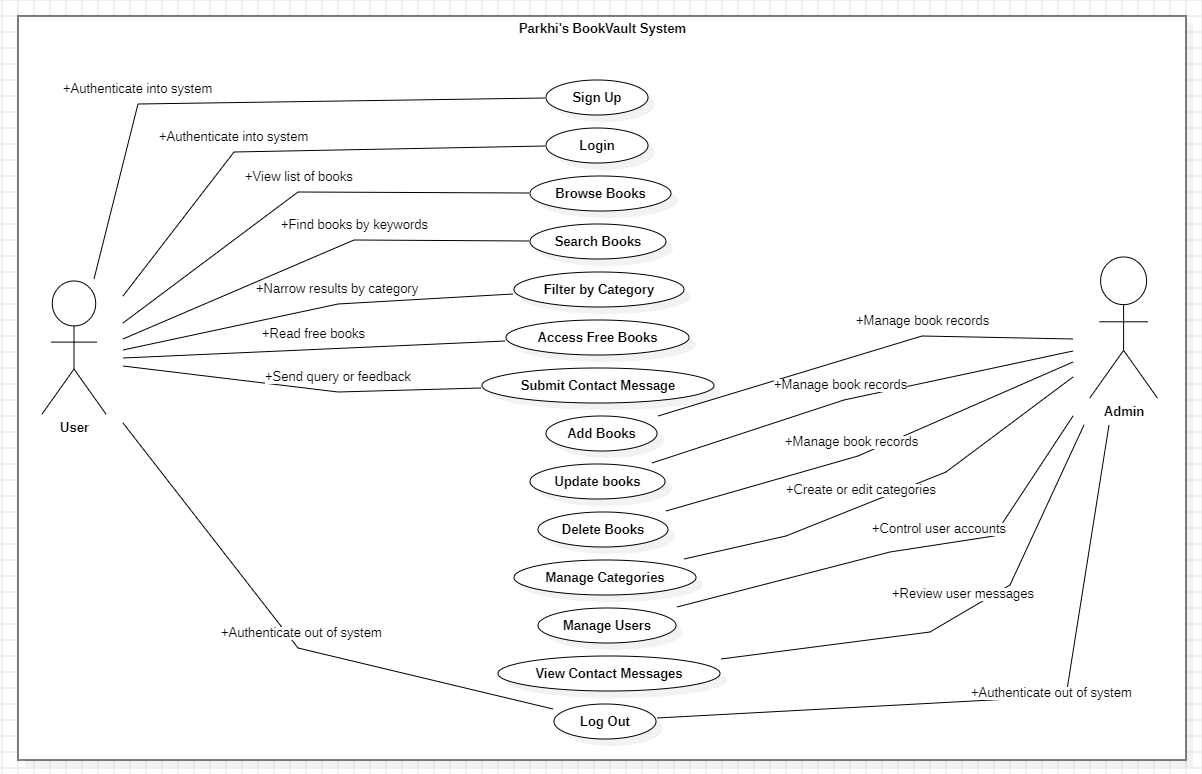 Parkhi's BookVault System
+Authenticate into system
Sign Up
+Authenticate into system
Login
+View list of books
Browse Books
+Find books by keywords
Search Books
+Narrow results by category
Filter by Category
+Read free books
Access Free Books
+Manage book records
+Send query or feedback
Submit Contact Message
+Manage book records
User
Admin
Add Books
+Manage book records
Update books
+Create or edit categories
Delete Books
+Control user accounts
Manage Categories
+Review user messages
Manage Users
+Authenticate out of system
View Contact Messages
+Authenticate out of system
Log Out